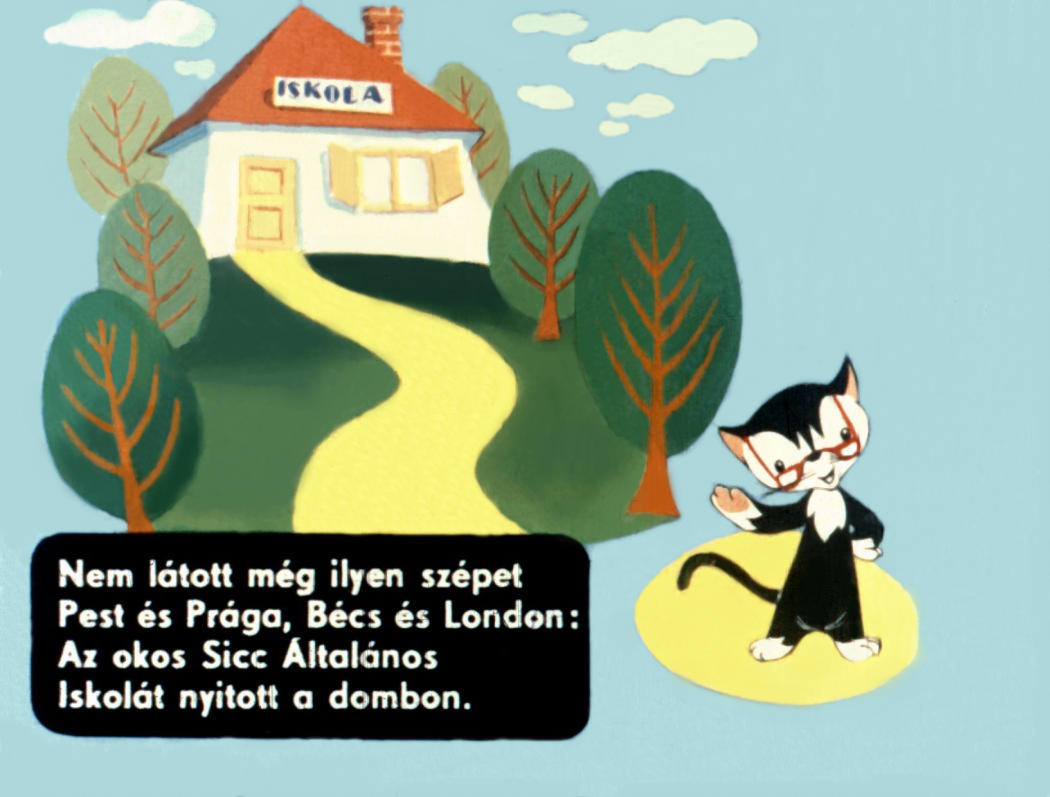 ISKOLA
Nem látott még ilyen szépet
Pest és Prága, Bécs és London:
Az okos Sicc Általános
Iskolát nyitott a dombon.